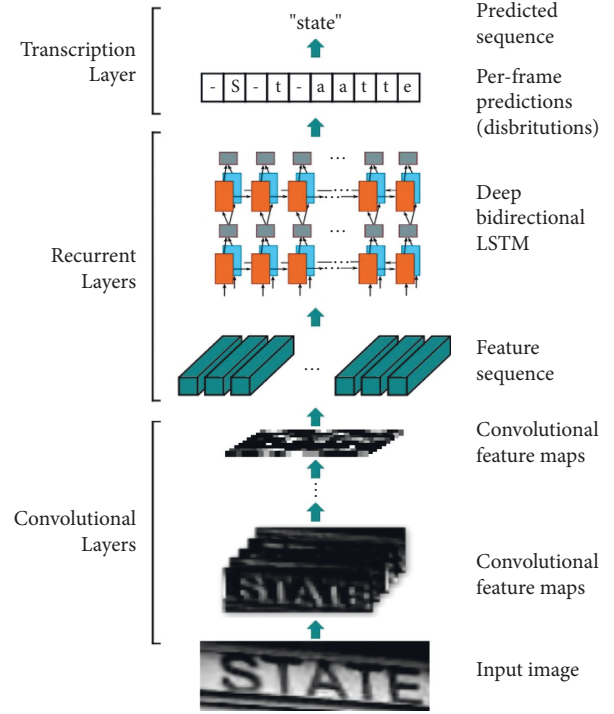 "state"
Predicted
sequence
Transcription
Layer
- S - t - a a t t e
Per-frame
predictions
(disbritutions)
Deep
bidirectional
LSTM
Recurrent
Layers
Feature
sequence
Convolutional
feature maps
Convolutional
Layers
STATE
Convolutional
feature maps
STATE
Input image